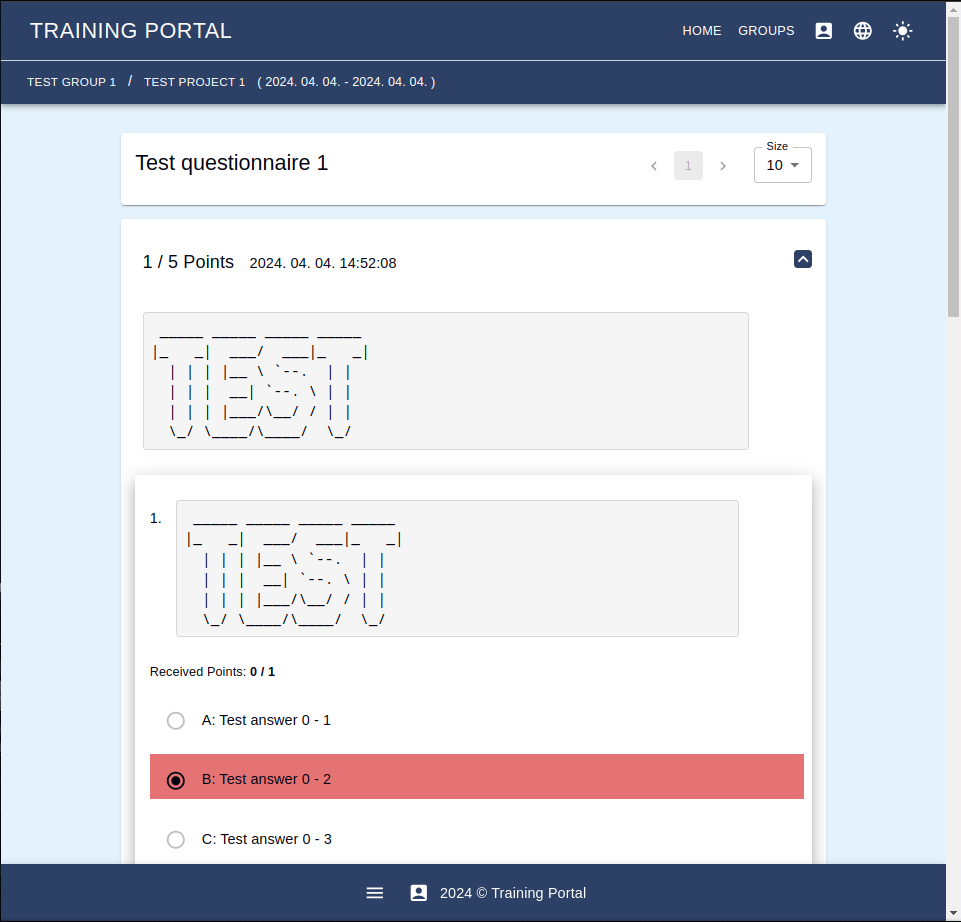 TRAINING PORTAL HOME GROUPS
TEST GROUP 1 / TEST PROJECT 1 ( 2024. 04. 04. - 2024. 04. 04. )
Size
Test questionnaire 1 < 1 > 10
1 / 5 Points 2024. 04. 04. 14:52:08
 _____ _____ _____ _____
|_   _|  ___/  ___|_   _|
  | | | |__ \ `--.  | |
  | | |  __| `--. \ | |
  | | | |___/\__/ / | |
  \_/ \____/\____/  \_/
1.
 _____ _____ _____ _____
|_   _|  ___/  ___|_   _|
  | | | |__ \ `--.  | |
  | | |  __| `--. \ | |
  | | | |___/\__/ / | |
  \_/ \____/\____/  \_/
Received Points: 0 / 1
A: Test answer 0 - 1
B: Test answer 0 - 2
C: Test answer 0 - 3
2024 © Training Portal